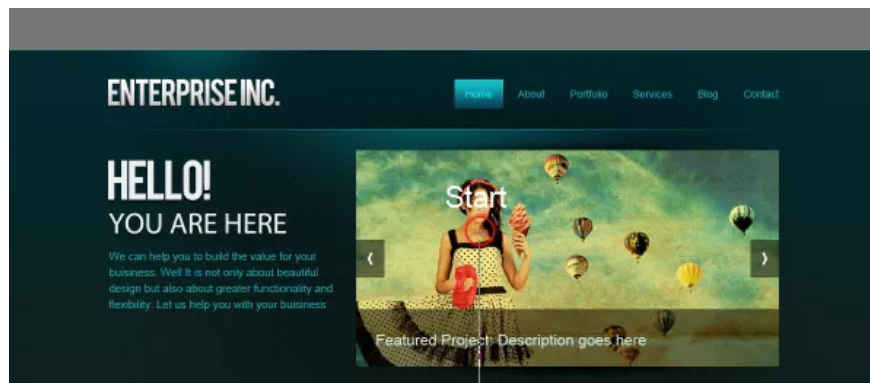 ENTERPRISE INC.
Home About Portfolio Services Blog Contact
HELLO!
YOU ARE HERE
We can help you to build the value for your
buisiness. Well It is not only about beautiful
design but also about greater functionality and
flexibility. Let us help you with your buisiness
Start
Featured Project: Description goes here